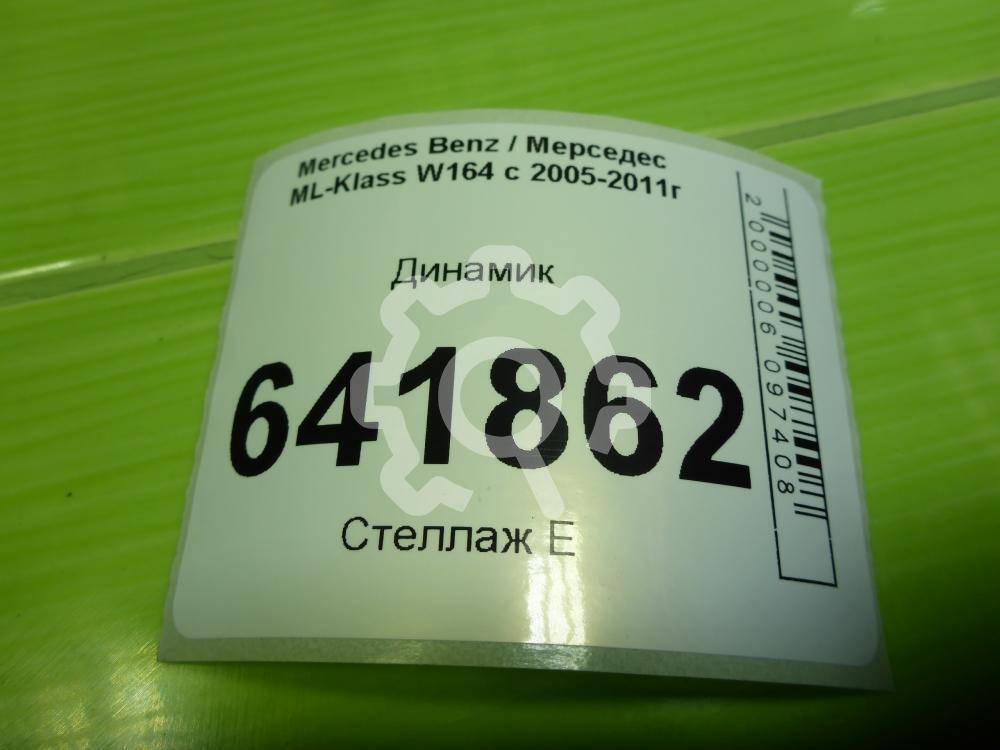 Mercedes Benz / Мерседес
ML-Klass W164 с 2005-2011г
Динамик
641862
Стеллаж Е
2000006097408